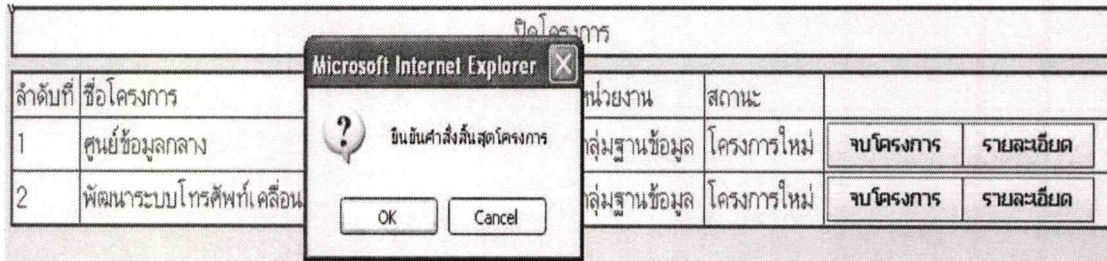 ปิดโครงการ
Microsoft Internet Explorer
ลำดับที่ ชื่อโครงการ น่วยงาน สถานะ
ยืนยันคำสั่งสิ้นสุดโครงการ
1 ศูนย์ข้อมูลกลาง ลุ่มฐานข้อมูล โครงการใหม่ จบโครงการ รายละเอียด
2 พัฒนาระบบโทรศัพท์เคลื่อน ลุ่มฐานข้อมูล โครงการใหม่ จบโครงการ รายละเอียด
OK Cancel